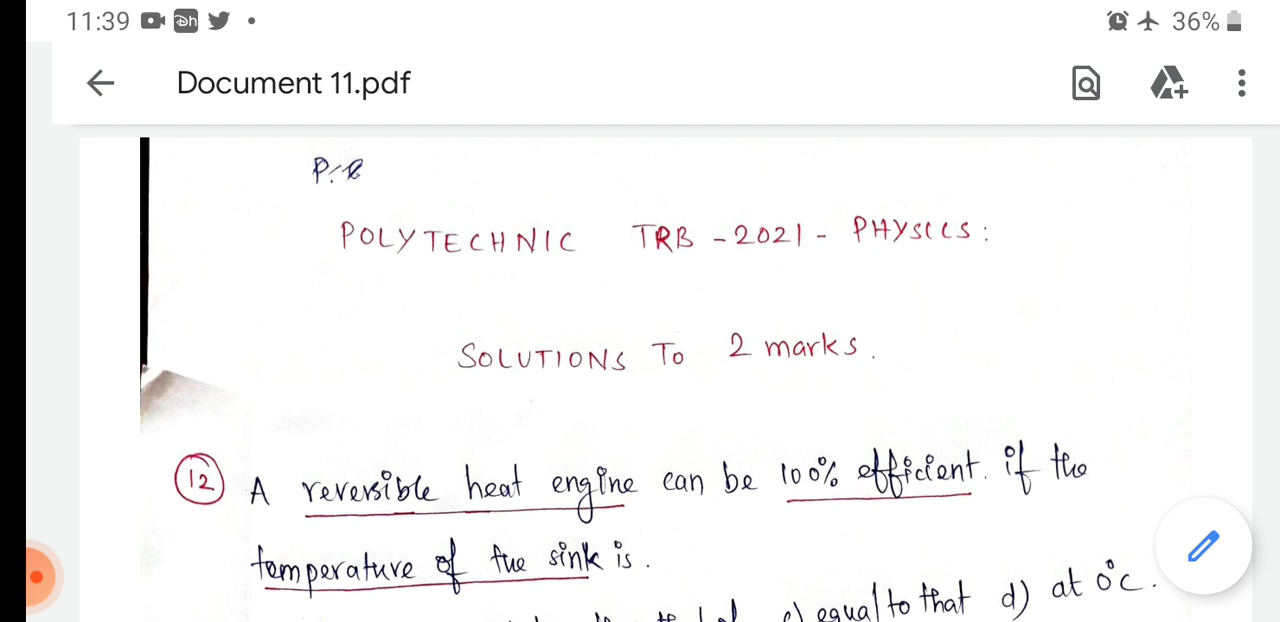 11:39 Dh 36%
Document 11.pdf
POLYTECHNIC TRB - 2021 - PHYSICS:
SOLUTIONS TO 2 marks.
12 A reversible heat engine can be 100% efficient. if the
temperature of the sink is.
c) equal to that d) at 0°C.